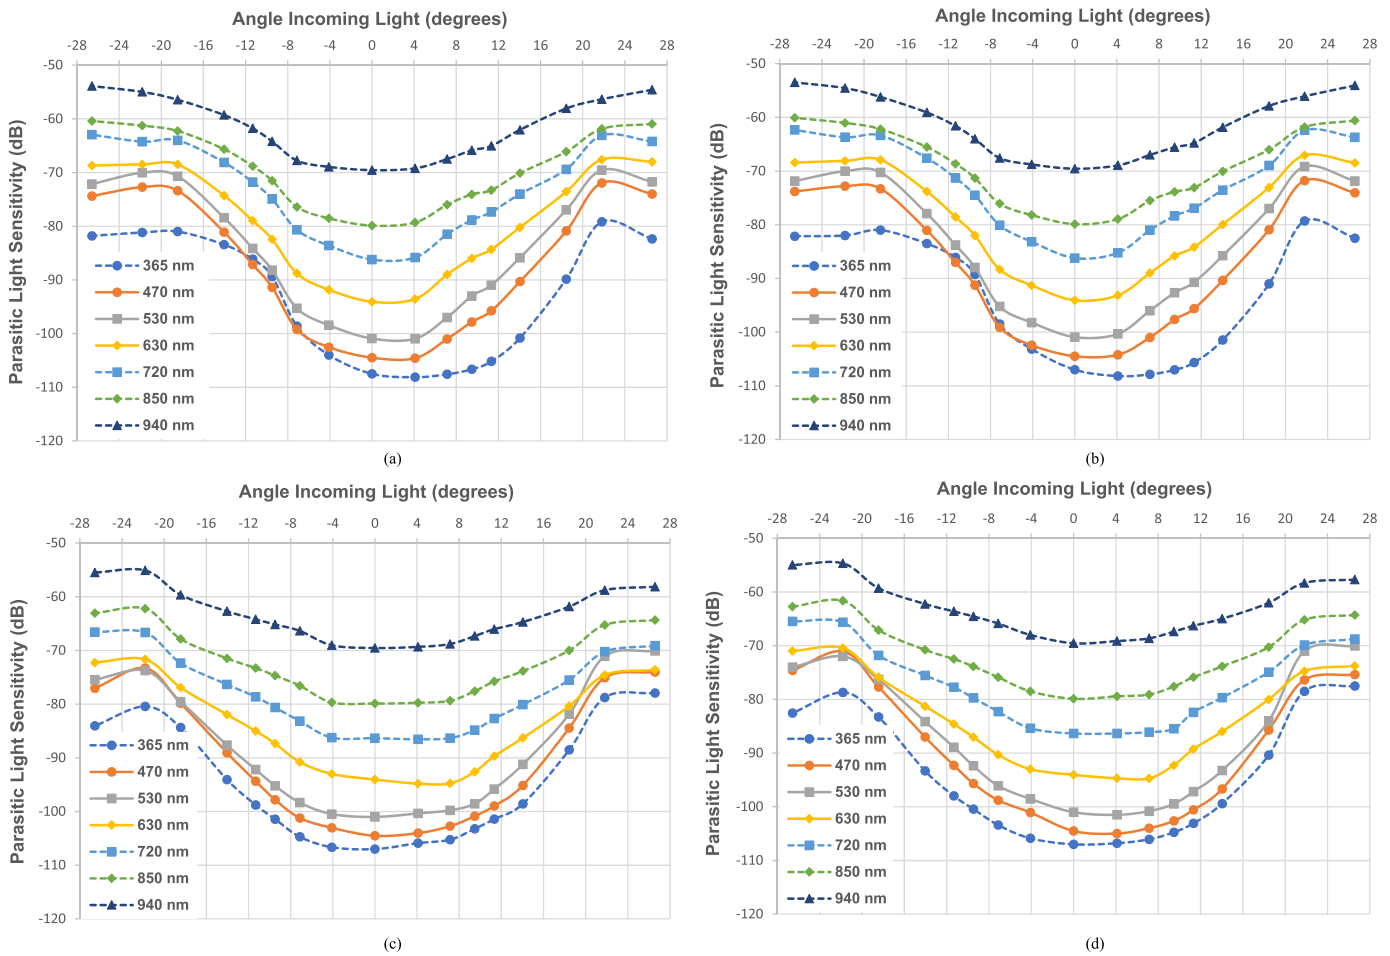 Angle Incoming Light (degrees)
-28 -24 -20 -16 -12 -8 -4 0 4 8 12 16 20 24 28
Parasitic Light Sensitivity (dB)
-50
-60
-70
-80
-90
-100
-110
-120
365 nm
470 nm
530 nm
630 nm
720 nm
850 nm
940 nm
(a)
Angle Incoming Light (degrees)
-28 -24 -20 -16 -12 -8 -4 0 4 8 12 16 20 24 28
Parasitic Light Sensitivity (dB)
-50
-60
-70
-80
-90
-100
-110
-120
365 nm
470 nm
530 nm
630 nm
720 nm
850 nm
940 nm
(b)
Angle Incoming Light (degrees)
-28 -24 -20 -16 -12 -8 -4 0 4 8 12 16 20 24 28
Parasitic Light Sensitivity (dB)
-50
-60
-70
-80
-90
-100
-110
-120
365 nm
470 nm
530 nm
630 nm
720 nm
850 nm
940 nm
(c)
Angle Incoming Light (degrees)
-28 -24 -20 -16 -12 -8 -4 0 4 8 12 16 20 24 28
Parasitic Light Sensitivity (dB)
-50
-60
-70
-80
-90
-100
-110
-120
365 nm
470 nm
530 nm
630 nm
720 nm
850 nm
940 nm
(d)